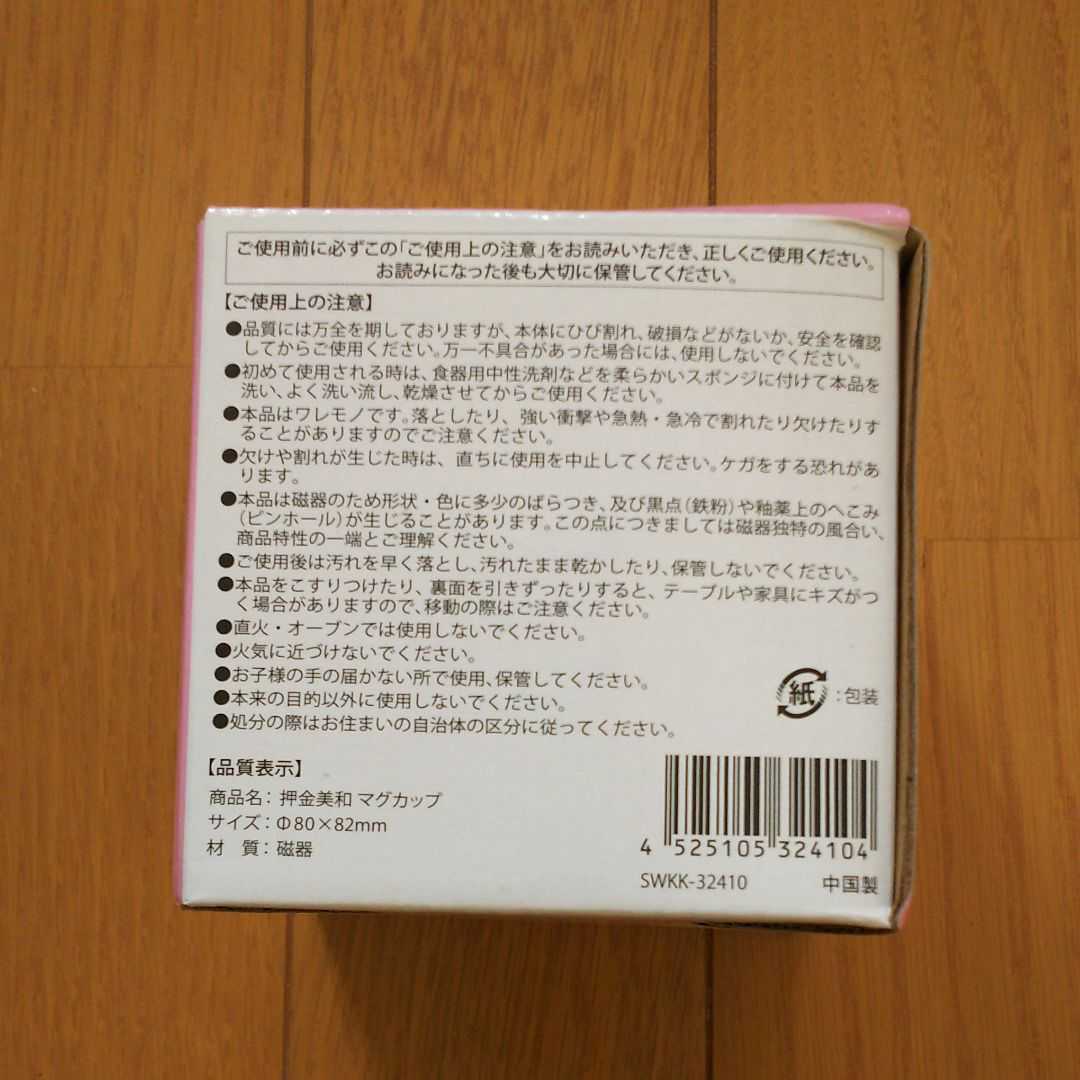 ご使用前に必ずこの「ご使用上の注意」をお読みいただき、正しくご使用ください。
お読みになった後も大切に保管してください。
【ご使用上の注意】
●品質には万全を期しておりますが、本体にひび割れ、破損などがないか、安全を確認
してからご使用ください。万一不具合があった場合には、使用しないでください。
●初めて使用される時は、食器用中性洗剤などを柔らかいスポンジに付けて本品を
洗い、よく洗い流し、乾燥させてからご使用ください。
●本品はワレモノです。落としたり、強い衝撃や急熱・急冷で割れたり欠けたりす
ることがありますのでご注意ください。
●欠けや割れが生じた時は、直ちに使用を中止してください。ケガをする恐れがあ
ります。
●本品は磁器のため形状・色に多少のばらつき、及び黒点(鉄粉)や釉薬上のへこみ
(ピンホール)が生じることがあります。この点につきましては磁器独特の風合い、
商品特性の一端とご理解ください。
●ご使用後は汚れを早く落とし、汚れたまま乾かしたり、保管しないでください。
●本品をこすりつけたり、裏面を引きずったりすると、テーブルや家具にキズがつ
く場合がありますので、移動の際はご注意ください。
●直火・オーブンでは使用しないでください。
●火気に近づけないでください。
●お子様の手の届かない所で使用、保管してください。
●本来の目的以外に使用しないでください。
●処分の際はお住まいの自治体の区分に従ってください。
紙:包装
【品質表示】
商品名:押金美和 マグカップ
サイズ:Φ80×82mm
材 質:磁器
4 525105 324104
SWKK-32410 中国製